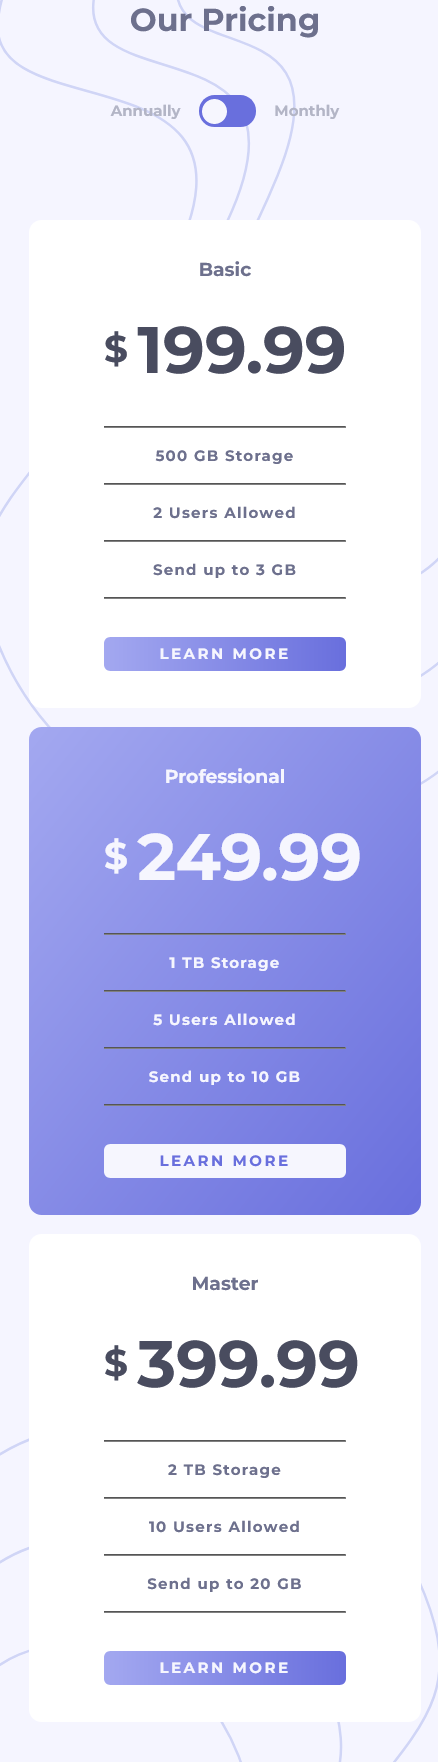 Our Pricing
Annually Monthly
Basic
$ 199.99
500 GB Storage
2 Users Allowed
Send up to 3 GB
LEARN MORE
Professional
$ 249.99
1 TB Storage
5 Users Allowed
Send up to 10 GB
LEARN MORE
Master
$ 399.99
2 TB Storage
10 Users Allowed
Send up to 20 GB
LEARN MORE